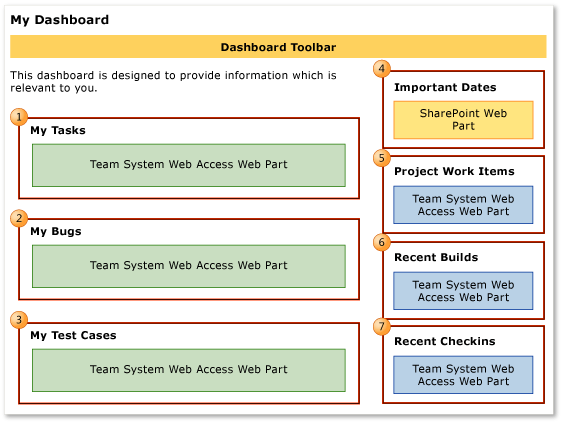 My Dashboard
Dashboard Toolbar
This dashboard is designed to provide information which is
relevant to you.
1
My Tasks
Team System Web Access Web Part
2
My Bugs
Team System Web Access Web Part
3
My Test Cases
Team System Web Access Web Part
4
Important Dates
SharePoint Web
Part
5
Project Work Items
Team System Web
Access Web Part
6
Recent Builds
Team System Web
Access Web Part
7
Recent Checkins
Team System Web
Access Web Part